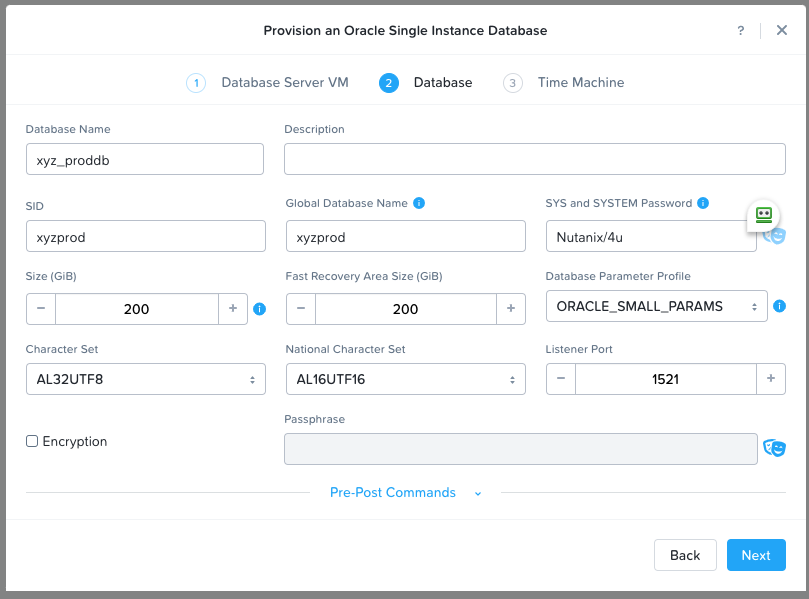 Provision an Oracle Single Instance Database
?
1 Database Server VM 2 Database 3 Time Machine
Database Name Description
xyz_proddb
SID Global Database Name SYS and SYSTEM Password
xyzprod xyzprod Nutanix/4u
Size (GiB) Fast Recovery Area Size (GiB) Database Parameter Profile
− 200 + − 200 + ORACLE_SMALL_PARAMS
Character Set National Character Set Listener Port
AL32UTF8 AL16UTF16 − 1521 +
Passphrase
Encryption
Pre-Post Commands
Back Next